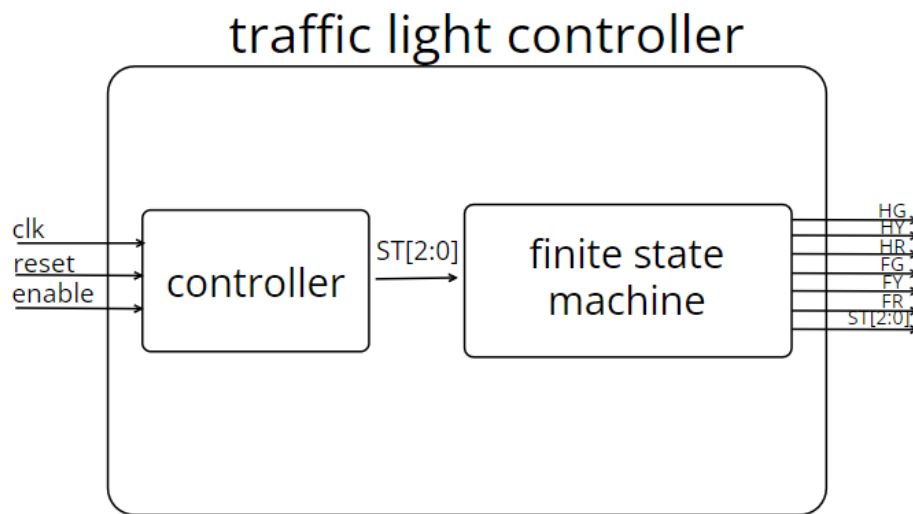 traffic light controller
clk
reset
enable
controller
ST[2:0]
finite state
machine
HG
HY
HR
FG
FY
FR
ST[2:0]